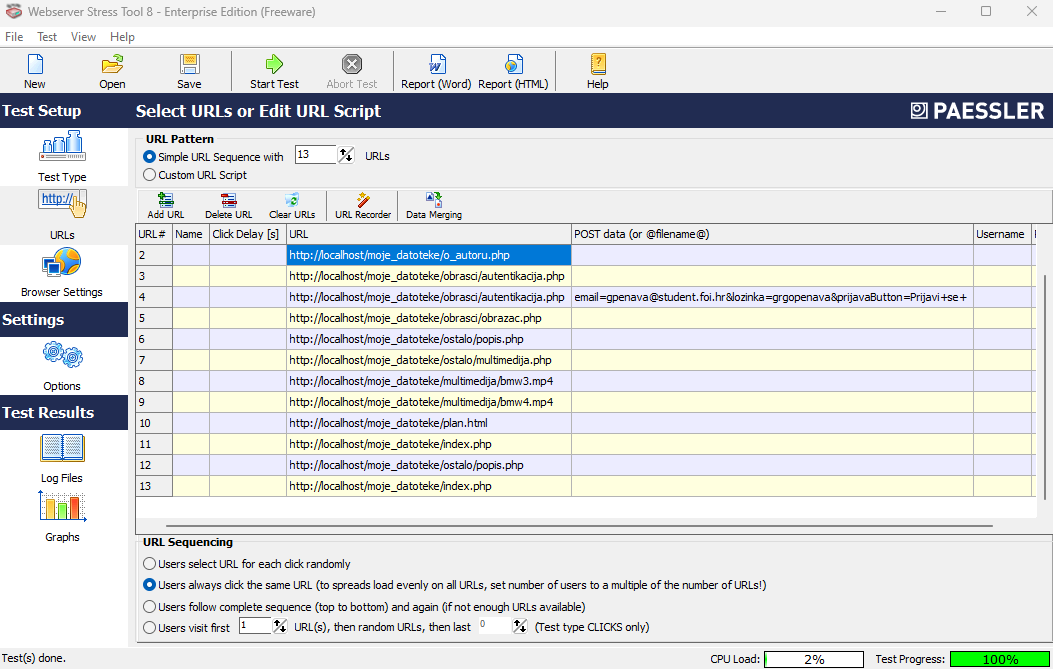 Webserver Stress Tool 8 - Enterprise Edition (Freeware)
File Test View Help
New Open Save Start Test Abort Test Report (Word) Report (HTML) Help
Test Setup
Select URLs or Edit URL Script
PAESSLER
Test Type
http://
URLs
Browser Settings
Settings
Options
Test Results
Log Files
Graphs
URL Pattern
Simple URL Sequence with 13 URLs
Custom URL Script
Add URL Delete URL Clear URLs URL Recorder Data Merging
URL# Name Click Delay [s] URL POST data (or @filename@) Username
2 http://localhost/moje_datoteke/o_autoru.php
3 http://localhost/moje_datoteke/obrasci/autentikacija.php
4 http://localhost/moje_datoteke/obrasci/autentikacija.php email=gpenava@student.foi.hr&lozinka=grgopenava&prijavaButton=Prijavi+se+
5 http://localhost/moje_datoteke/obrasci/obrazac.php
6 http://localhost/moje_datoteke/ostalo/popis.php
7 http://localhost/moje_datoteke/ostalo/multimedija.php
8 http://localhost/moje_datoteke/multimedija/bmw3.mp4
9 http://localhost/moje_datoteke/multimedija/bmw4.mp4
10 http://localhost/moje_datoteke/plan.html
11 http://localhost/moje_datoteke/index.php
12 http://localhost/moje_datoteke/ostalo/popis.php
13 http://localhost/moje_datoteke/index.php
URL Sequencing
Users select URL for each click randomly
Users always click the same URL (to spreads load evenly on all URLs, set number of users to a multiple of the number of URLs!)
Users follow complete sequence (top to bottom) and again (if not enough URLs available)
Users visit first 1 URL(s), then random URLs, then last 0 (Test type CLICKS only)
Test(s) done.
CPU Load: 2% Test Progress: 100%